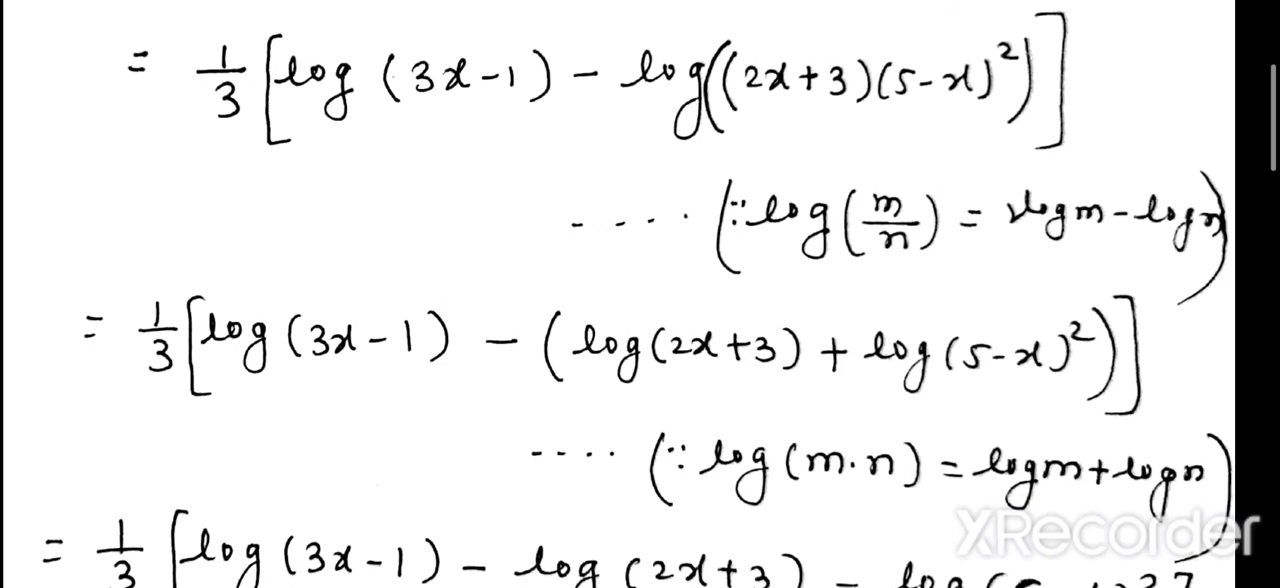 = 1/3 [log (3x-1) - log((2x+3)(5-x)²)]
.... (∵ log(m/n) = log m - log n)
= 1/3 [log(3x-1) - (log(2x+3) + log(5-x)²)]
.... (∵ log(m·n) = log m + log n)
XRecorder
= 1/3 [log(3x-1) - log(2x+3) - log